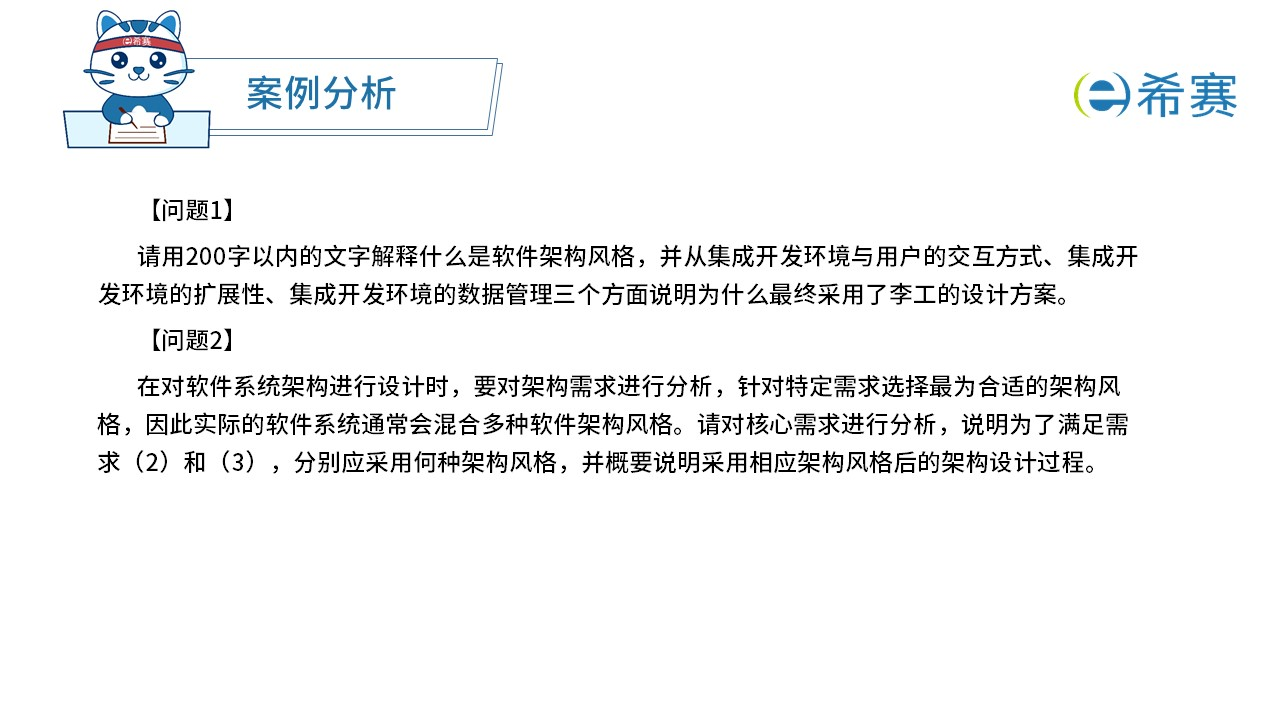 希赛
案例分析
希赛
【问题1】
请用200字以内的文字解释什么是软件架构风格，并从集成开发环境与用户的交互方式、集成开
发环境的扩展性、集成开发环境的数据管理三个方面说明为什么最终采用了李工的设计方案。
【问题2】
在对软件系统架构进行设计时，要对架构需求进行分析，针对特定需求选择最为合适的架构风
格，因此实际的软件系统通常会混合多种软件架构风格。请对核心需求进行分析，说明为了满足需
求（2）和（3），分别应采用何种架构风格，并概要说明采用相应架构风格后的架构设计过程。